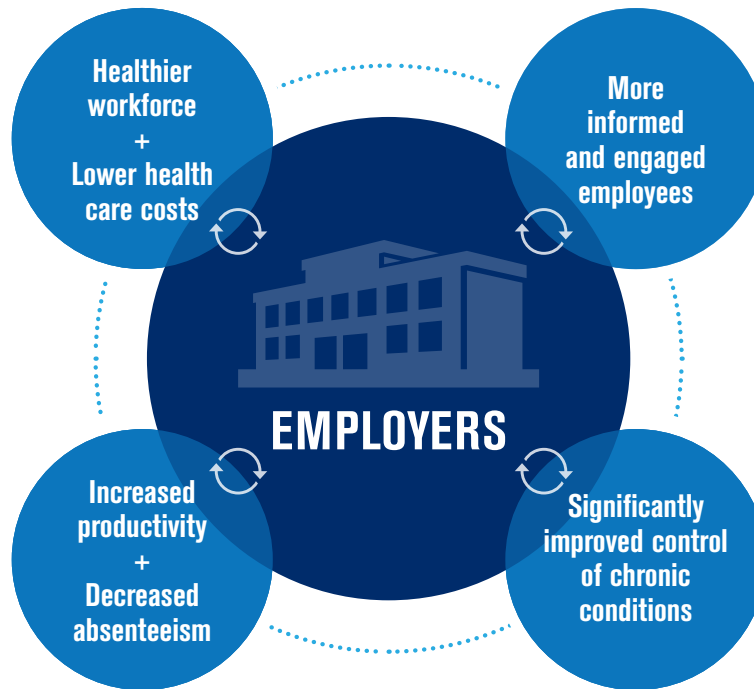 Healthier
workforce
+
Lower health
care costs
More
informed
and engaged
employees
EMPLOYERS
Increased
productivity
+
Decreased
absenteeism
Significantly
improved control
of chronic
conditions